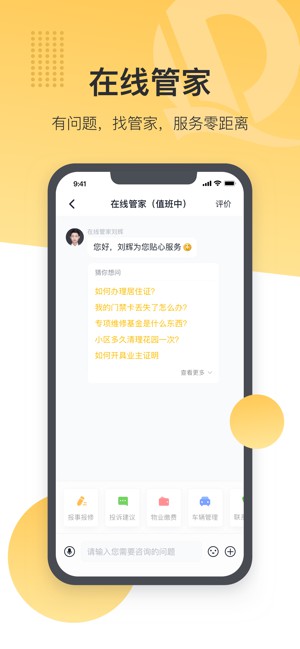 在线管家
有问题，找管家，服务零距离
9:41
在线管家（值班中）
评价
在线管家刘辉
您好，刘辉为您贴心服务
猜你想问
如何办理居住证?
我的门禁卡丢失了怎么办?
专项维修基金是什么东西?
小区多久清理花园一次?
如何开具业主证明
查看更多
报事报修
投诉建议
物业缴费
车辆管理
请输入您需要咨询的问题